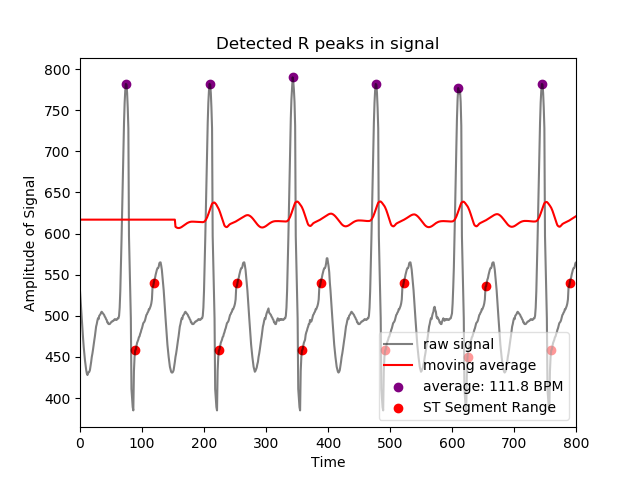 Detected R peaks in signal
800
750
700
650
600
550
500
450
400
Amplitude of Signal
raw signal
moving average
average: 111.8 BPM
ST Segment Range
0 100 200 300 400 500 600 700 800
Time